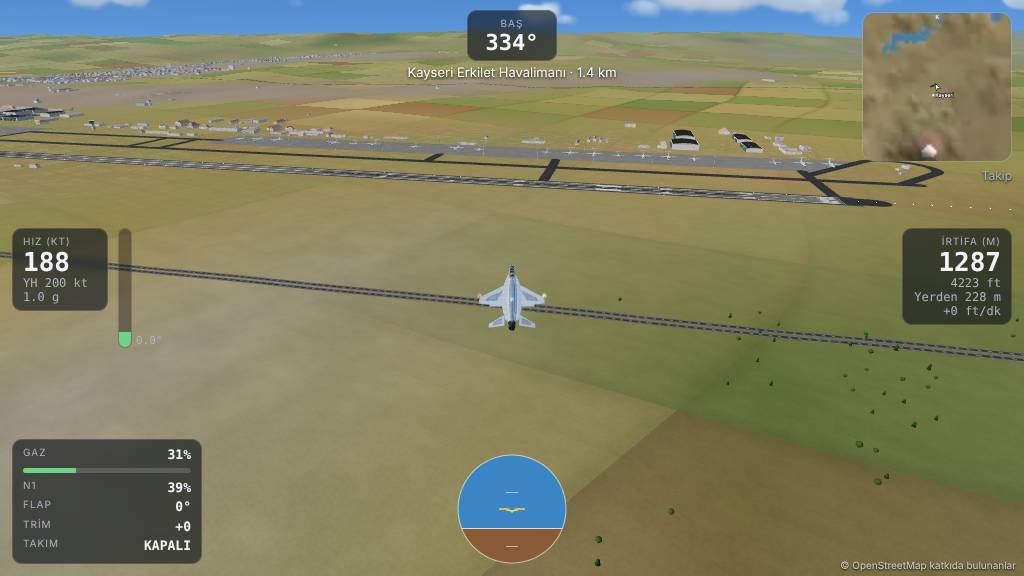 BAŞ
334°
Kayseri Erkilet Havalimanı · 1.4 km
K
Kayseri
Takip
HIZ (KT)
188
YH 200 kt
1.0 g
0.0°
İRTİFA (M)
1287
4223 ft
Yerden 228 m
+0 ft/dk
GAZ 31%
N1 39%
FLAP 0°
TRİM +0
TAKIM KAPALI
© OpenStreetMap katkıda bulunanlar